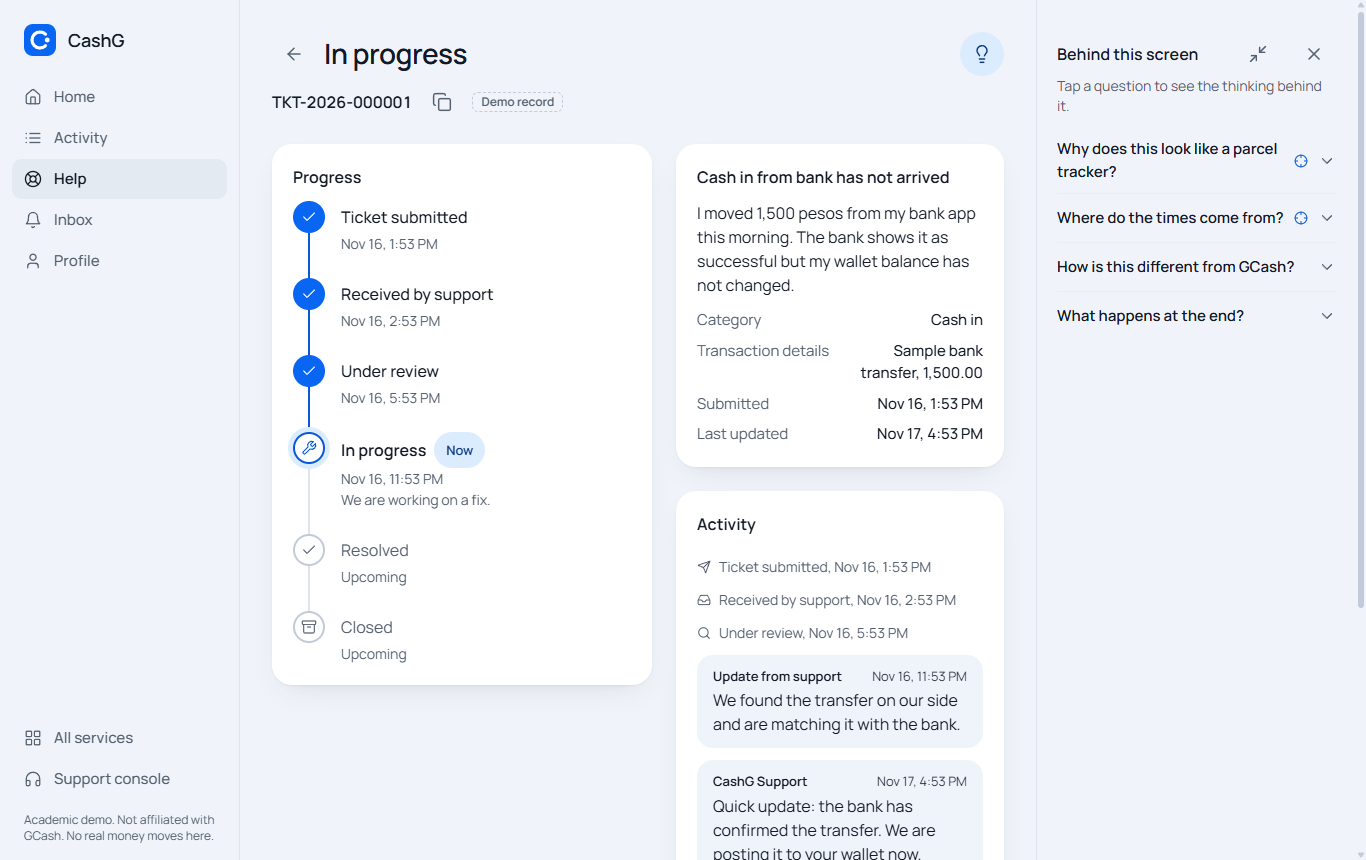 CashG
Home
Activity
Help
Inbox
Profile
All services
Support console
Academic demo. Not affiliated with
GCash. No real money moves here.
In progress
TKT-2026-000001
Demo record
Progress
Ticket submitted
Nov 16, 1:53 PM
Received by support
Nov 16, 2:53 PM
Under review
Nov 16, 5:53 PM
In progress Now
Nov 16, 11:53 PM
We are working on a fix.
Resolved
Upcoming
Closed
Upcoming
Cash in from bank has not arrived
I moved 1,500 pesos from my bank app
this morning. The bank shows it as
successful but my wallet balance has
not changed.
Category Cash in
Transaction details Sample bank
transfer, 1,500.00
Submitted Nov 16, 1:53 PM
Last updated Nov 17, 4:53 PM
Activity
Ticket submitted, Nov 16, 1:53 PM
Received by support, Nov 16, 2:53 PM
Under review, Nov 16, 5:53 PM
Update from support Nov 16, 11:53 PM
We found the transfer on our side
and are matching it with the bank.
CashG Support Nov 17, 4:53 PM
Quick update: the bank has
confirmed the transfer. We are
posting it to your wallet now.
Behind this screen
Tap a question to see the thinking behind
it.
Why does this look like a parcel
tracker?
Where do the times come from?
How is this different from GCash?
What happens at the end?